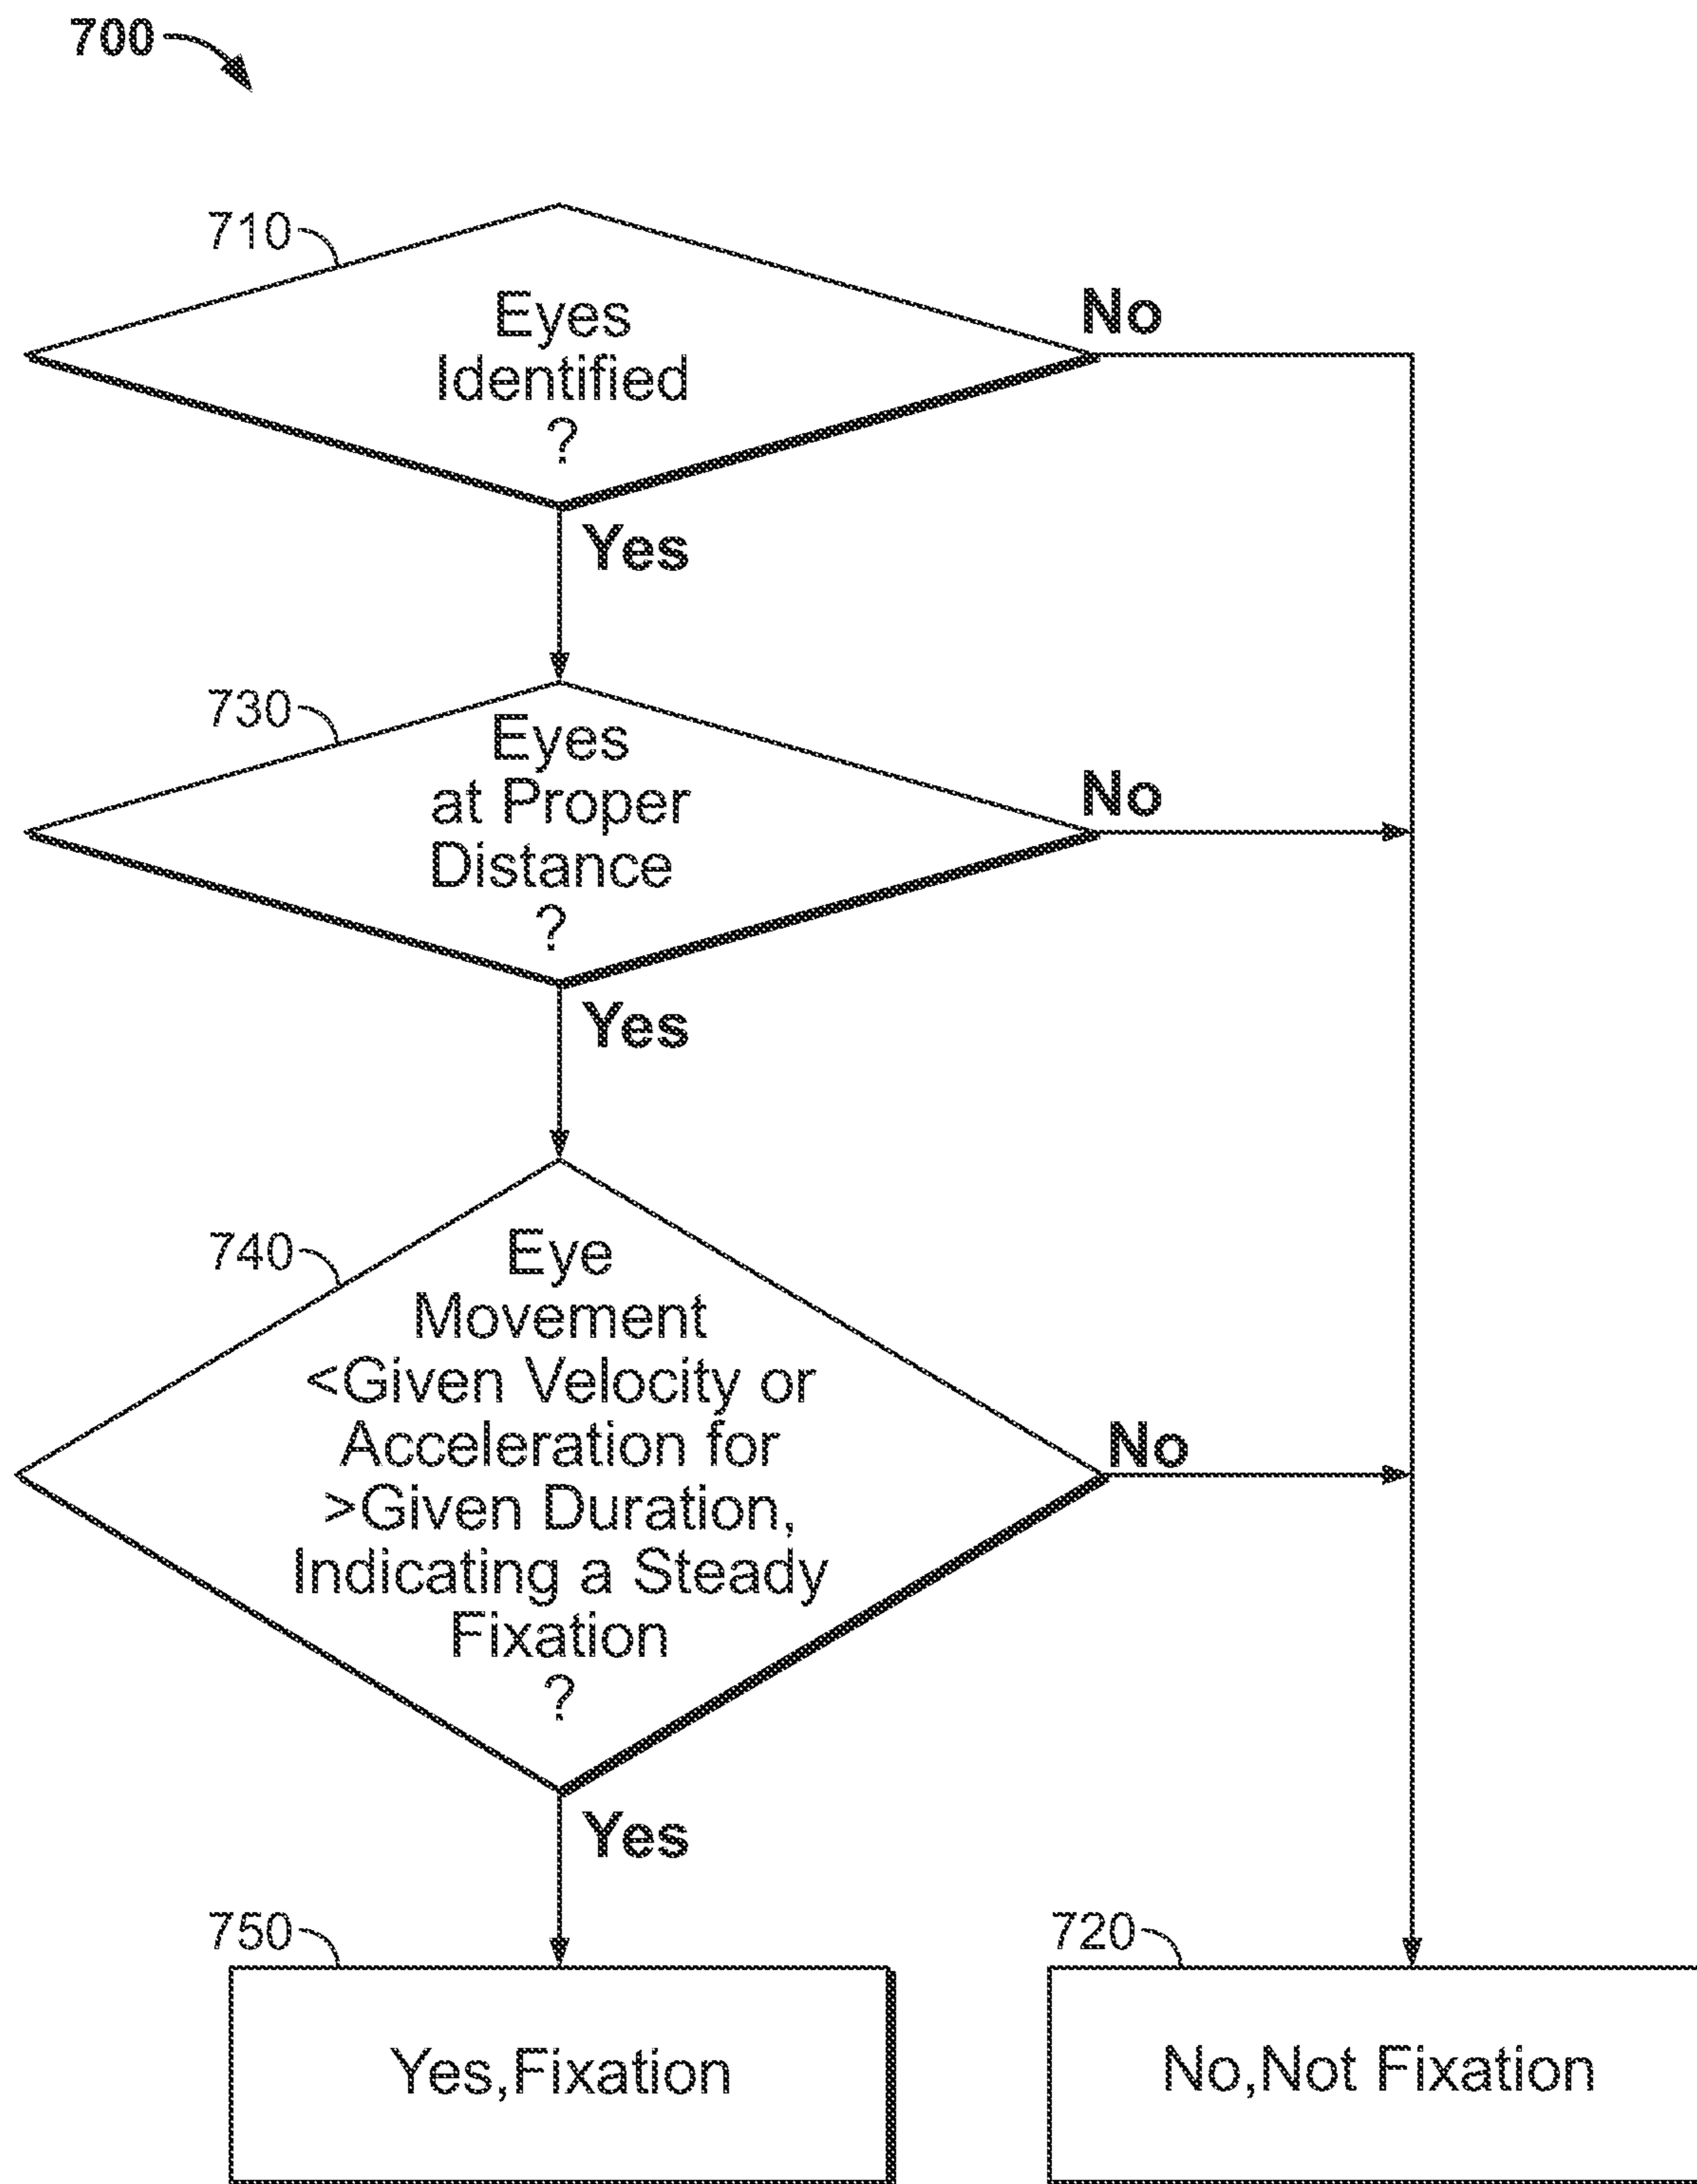 700
710
Eyes
Identified
?
No
Yes
730
Eyes
at Proper
Distance
?
No
Yes
740
Eye
Movement
<Given Velocity or
Acceleration for
>Given Duration,
Indicating a Steady
Fixation
?
No
Yes
750
Yes,Fixation
720
No,Not Fixation